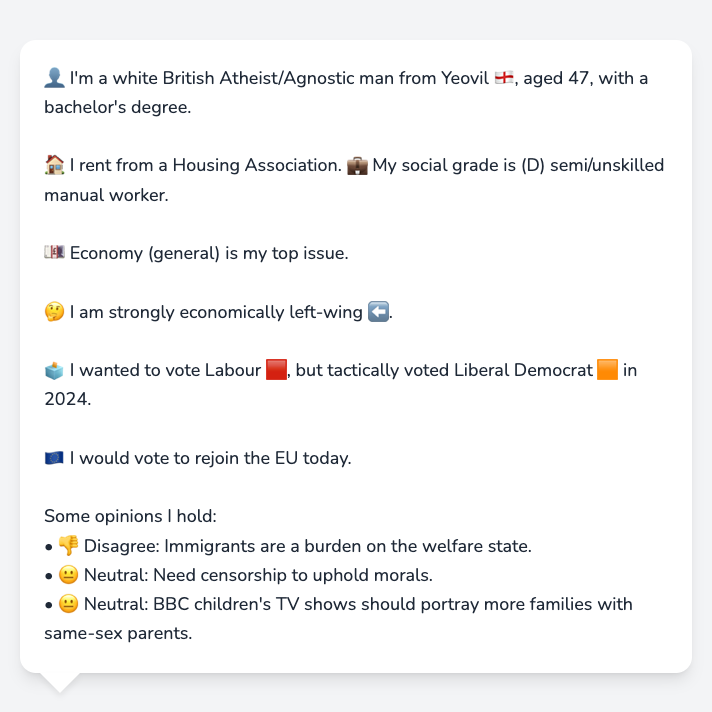 👤 I'm a white British Atheist/Agnostic man from Yeovil 🏴󠁧󠁢󠁥󠁮󠁧󠁿, aged 47, with a
bachelor's degree.
🏠 I rent from a Housing Association. 💼 My social grade is (D) semi/unskilled
manual worker.
💷 Economy (general) is my top issue.
🤔 I am strongly economically left-wing ⬅️.
🗳️ I wanted to vote Labour 🟥, but tactically voted Liberal Democrat 🟧 in
2024.
🇪🇺 I would vote to rejoin the EU today.
Some opinions I hold:
• 👎 Disagree: Immigrants are a burden on the welfare state.
• 😐 Neutral: Need censorship to uphold morals.
• 😐 Neutral: BBC children's TV shows should portray more families with
same-sex parents.